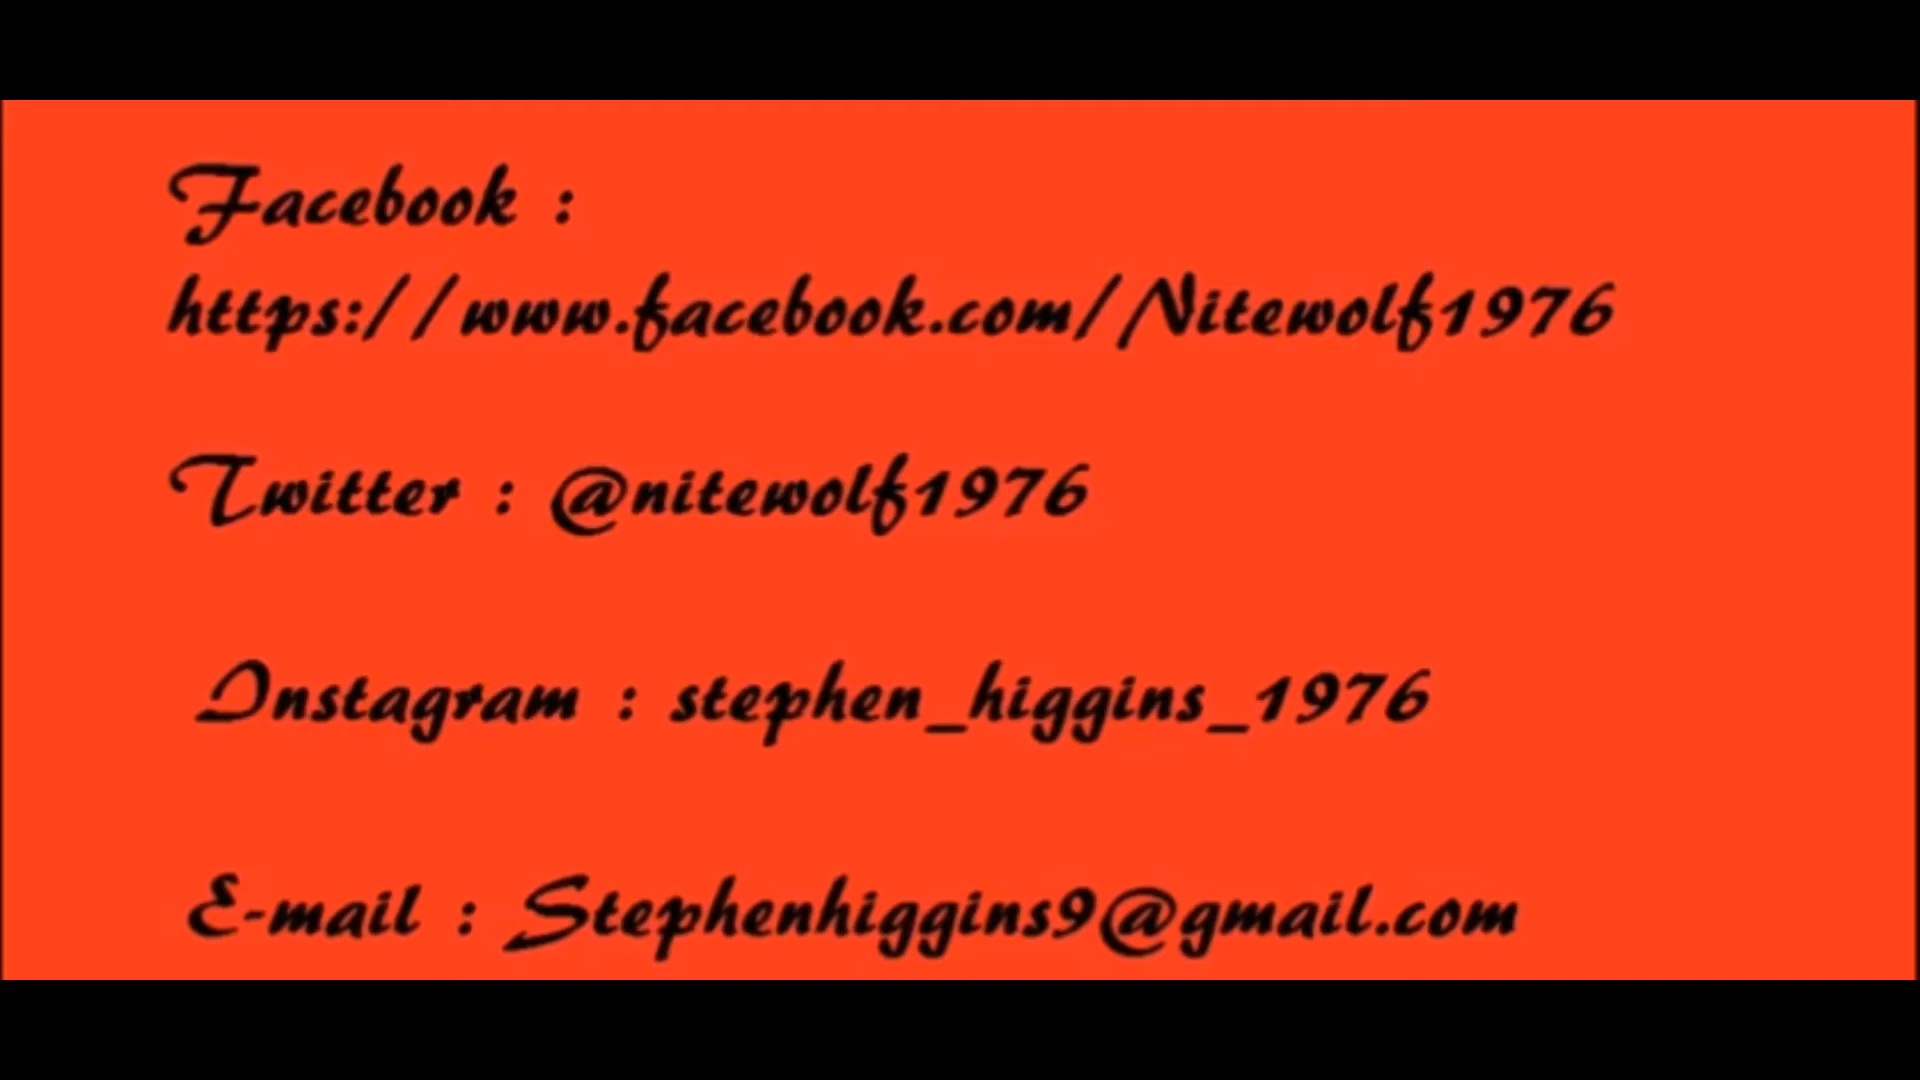 Facebook :
https://www.facebook.com/Nitewolf1976
Twitter : @nitewolf1976
Instagram : stephen_higgins_1976
E-mail : Stephenhiggins9@gmail.com